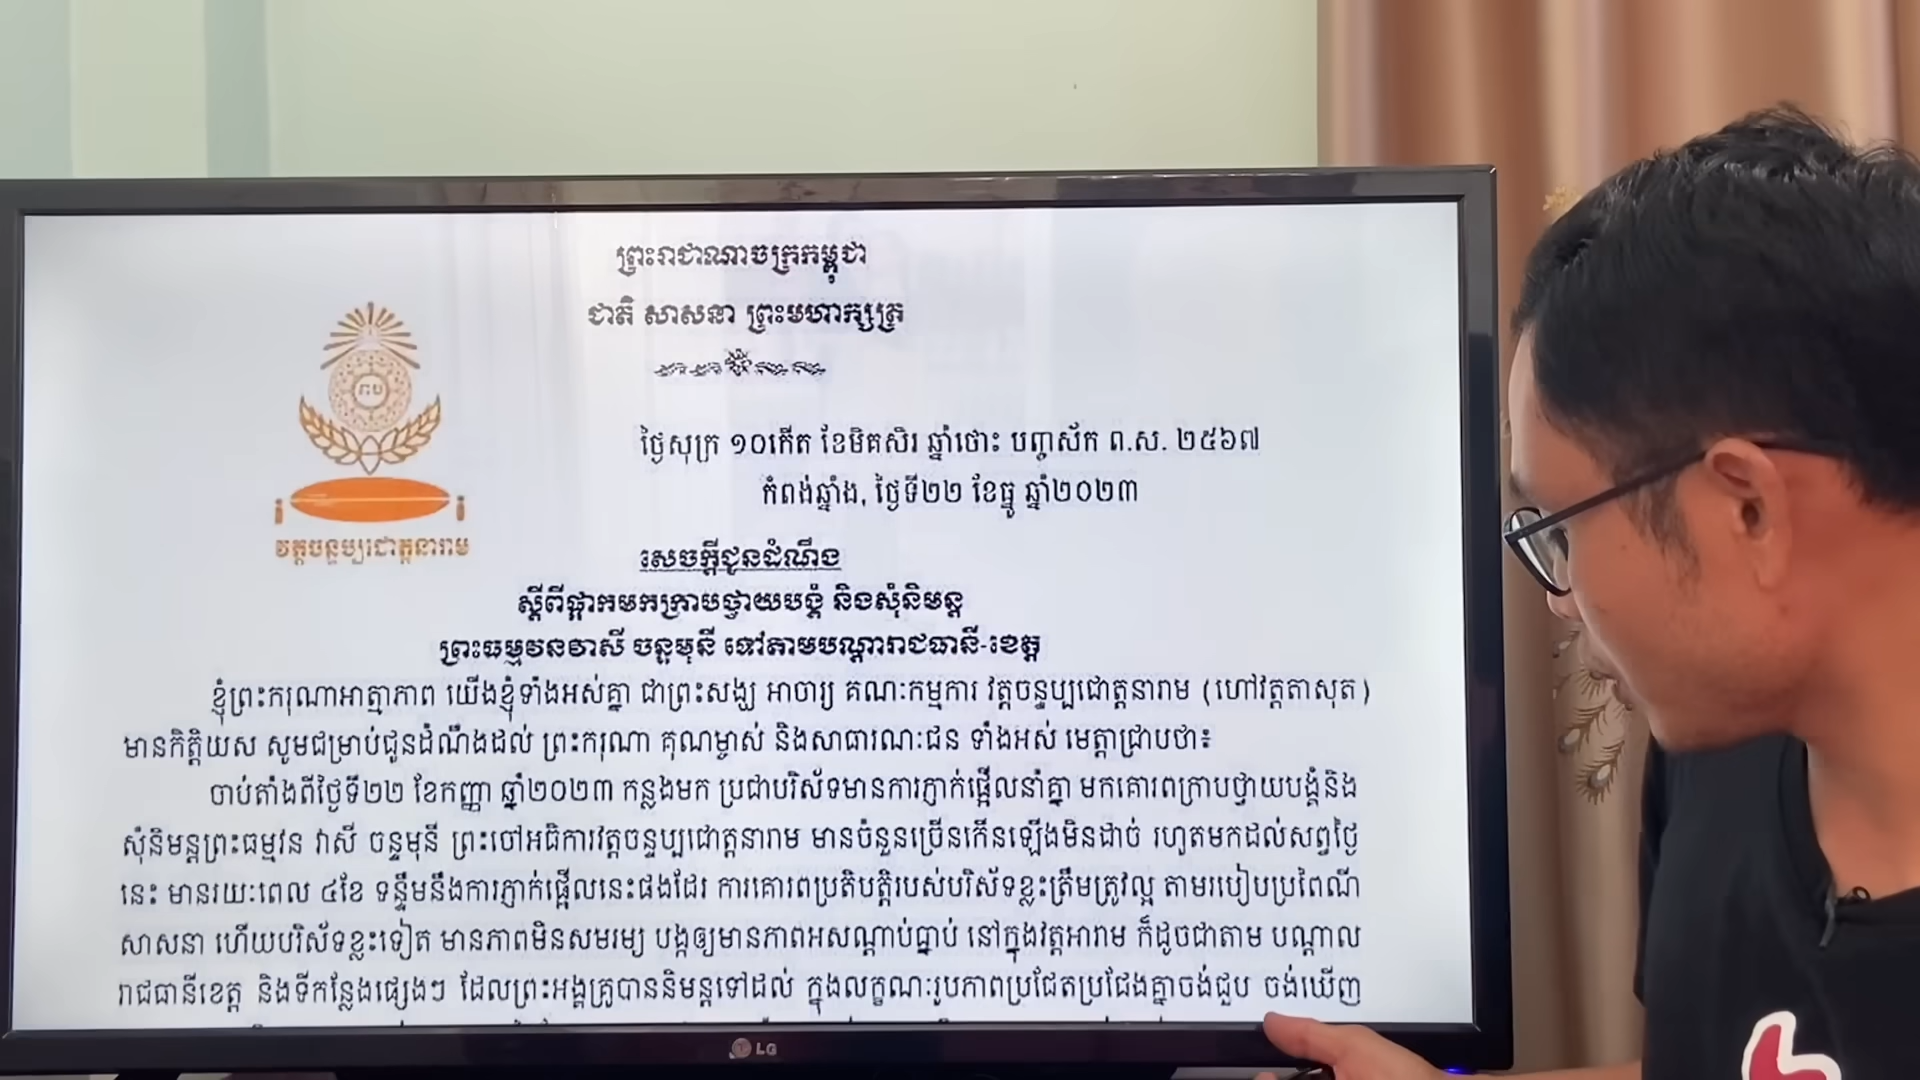 ព្រះរាជាណាចក្រកម្ពុជា
ជាតិ សាសនា ព្រះមហាក្សត្រ
ថ្ងៃសុក្រ ១០កើត ខែមិគសិរ ឆ្នាំថោះ បញ្ចស័ក ព.ស. ២៥៦៧
កំពង់ឆ្នាំង, ថ្ងៃទី២២ ខែធ្នូ ឆ្នាំ២០២៣
វត្តចន្ទប្បជោត្តនារាម
សេចក្តីជូនដំណឹង
ស្តីពីផ្អាកមកក្រាបថ្វាយបង្គំ និងសុំនិមន្ត
ព្រះធម្មវនវាសី ចន្ទមុនី ទៅតាមបណ្តារាជធានី-ខេត្ត
ខ្ញុំព្រះករុណាអាត្មាភាព យើងខ្ញុំទាំងអស់គ្នា ជាព្រះសង្ឃ អាចារ្យ គណៈកម្មការ វត្តចន្ទប្បជោត្តនារាម (ហៅវត្តតាសុត)
មានកិត្តិយស សូមជម្រាប់ជូនដំណឹងដល់ ព្រះករុណា គុណម្ចាស់ និងសាធារណៈជន ទាំងអស់ មេត្តាជ្រាបថា៖
ចាប់តាំងពីថ្ងៃទី២២ ខែកញ្ញា ឆ្នាំ២០២៣ កន្លងមក ប្រជាបរិស័ទមានការភ្ញាក់ផ្អើលនាំគ្នា មកគោរពក្រាបថ្វាយបង្គំនិង
សុំនិមន្តព្រះធម្មវន វាសី ចន្ទមុនី ព្រះចៅអធិការវត្តចន្ទប្បជោត្តនារាម មានចំនួនច្រើនកើនឡើងមិនដាច់ រហូតមកដល់សព្វថ្ងៃ
នេះ មានរយៈពេល ៤ខែ ទន្ទឹមនឹងការភ្ញាក់ផ្អើលនេះផងដែរ ការគោរពប្រតិបត្តិរបស់បរិស័ទខ្លះត្រឹមត្រូវល្អ តាមរបៀបប្រពៃណី
សាសនា ហើយបរិស័ទខ្លះទៀត មានភាពមិនសមរម្យ បង្កឲ្យមានភាពអសណ្តាប់ធ្នាប់ នៅក្នុងវត្តអារាម ក៏ដូចជាតាម បណ្តាល
រាជធានីខេត្ត និងទីកន្លែងផ្សេងៗ ដែលព្រះអង្គគ្រូបាននិមន្តទៅដល់ ក្នុងលក្ខណៈរូបភាពប្រជែតប្រជែងគ្នាចង់ជួប ចង់ឃើញ
LG